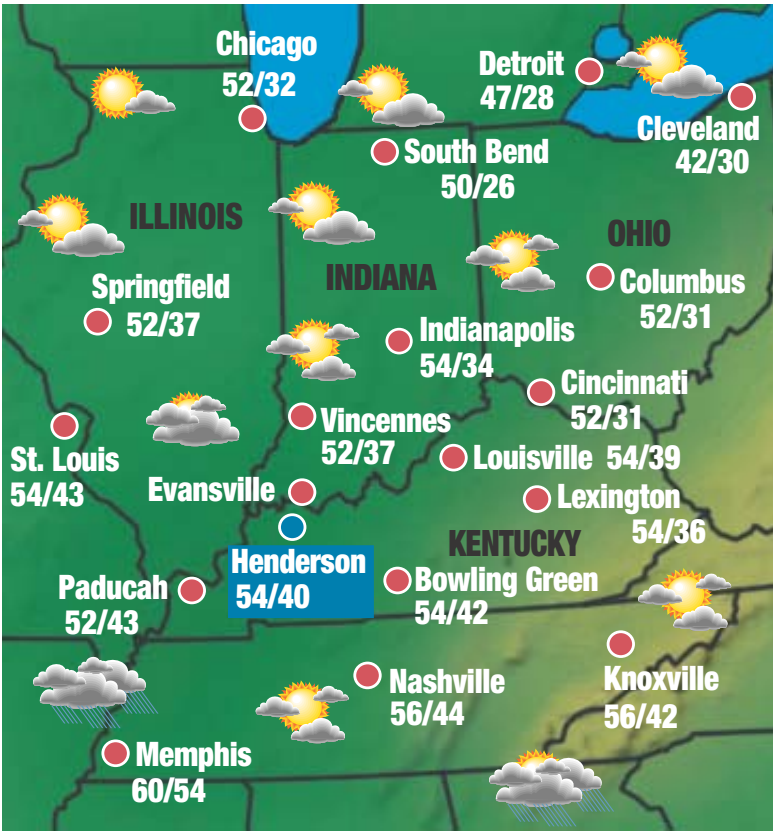 Chicago
52/32
Detroit
47/28
Cleveland
42/30
South Bend
50/26
ILLINOIS
OHIO
INDIANA
Columbus
52/31
Springfield
52/37
Indianapolis
54/34
Cincinnati
52/31
Vincennes
52/37
St. Louis
54/43
Louisville 54/39
Evansville
Lexington
54/36
KENTUCKY
Henderson
54/40
Paducah
52/43
Bowling Green
54/42
Nashville
56/44
Knoxville
56/42
Memphis
60/54